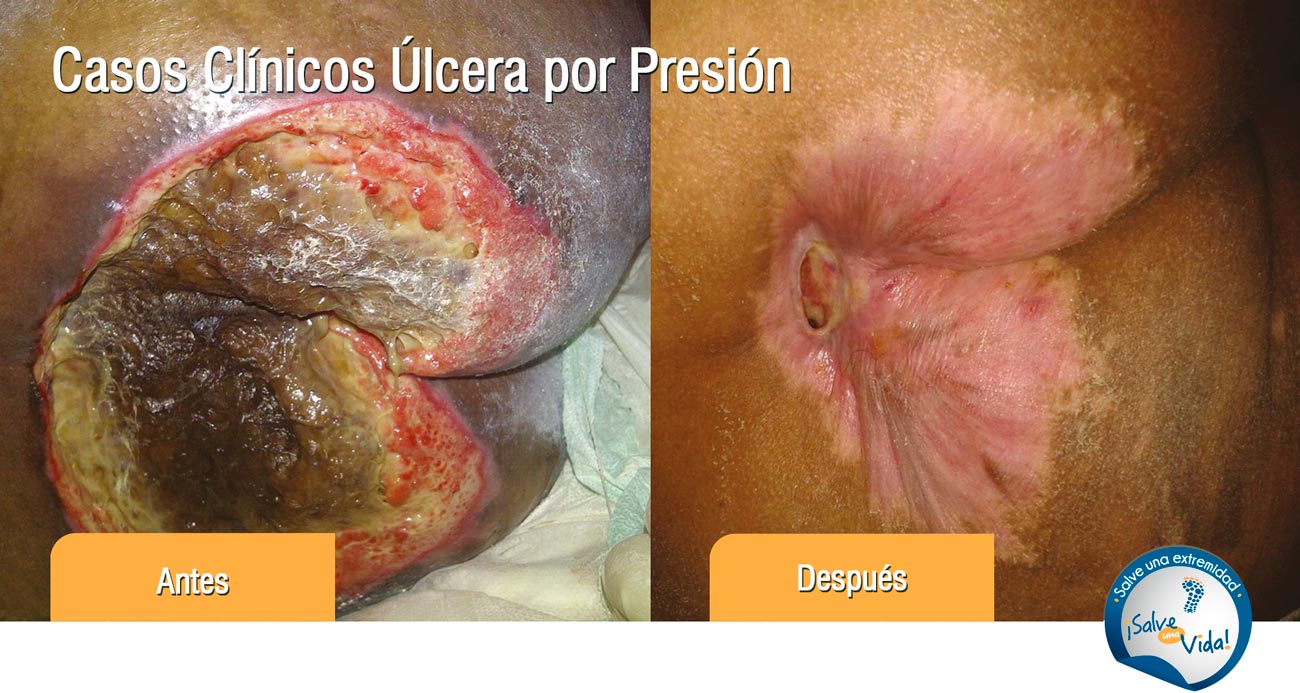 Casos Clínicos Úlcera por Presión
Antes
Después
Salve una extremidad
¡Salve
una
Vida!